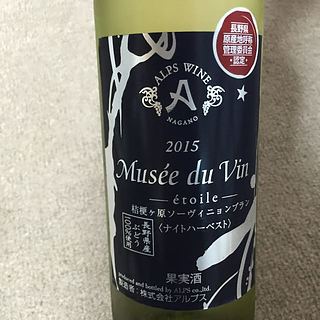 長野県
原産地呼称
管理委員会
認定
ALPS WINE
A
NAGANO
2015
Musée du Vin
étoile
桔梗ヶ原ソーヴィニョンブラン
〈ナイトハーベスト〉
長野県産
ぶどう
100%使用
果実酒
produced and bottled by ALPS co.,ltd.
製造者：株式会社アルプス